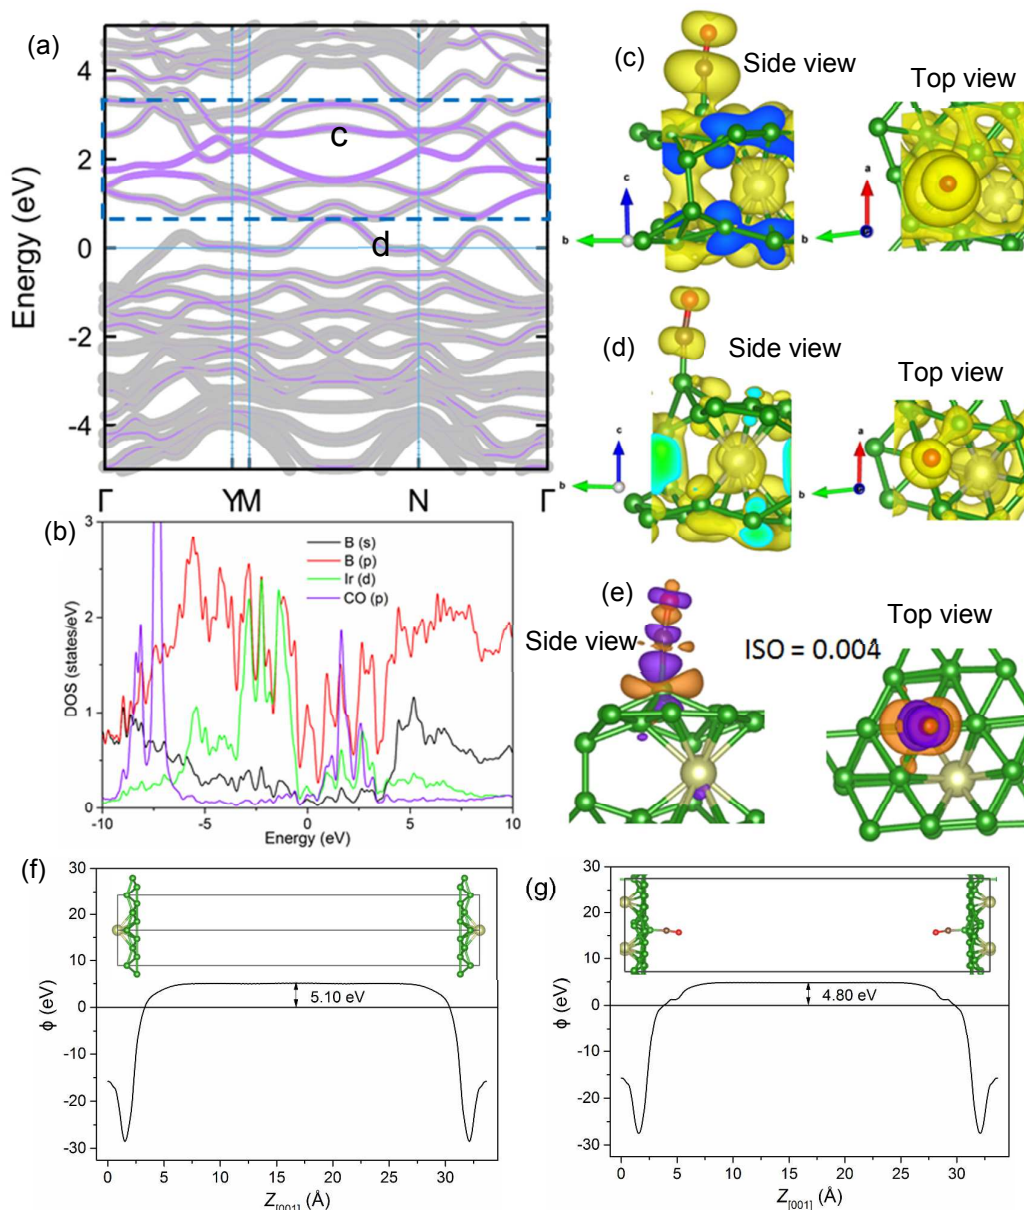 (a)
Energy (eV)
4
2
0
-2
-4
c
d
Γ
Y
M
N
Γ
(b)
DOS (states/eV)
3
2
1
0
B (s)
B (p)
Ir (d)
CO (p)
-10
-5
0
5
10
Energy (eV)
(c)
Side view
Top view
c
b
a
b
(d)
Side view
Top view
c
b
a
b
(e)
Side view
Top view
ISO = 0.004
(f)
ϕ (eV)
30
20
10
0
-10
-20
-30
5.10 eV
0
5
10
15
20
25
30
Z[001] (Å)
(g)
ϕ (eV)
30
20
10
0
-10
-20
-30
4.80 eV
0
5
10
15
20
25
30
Z[001] (Å)